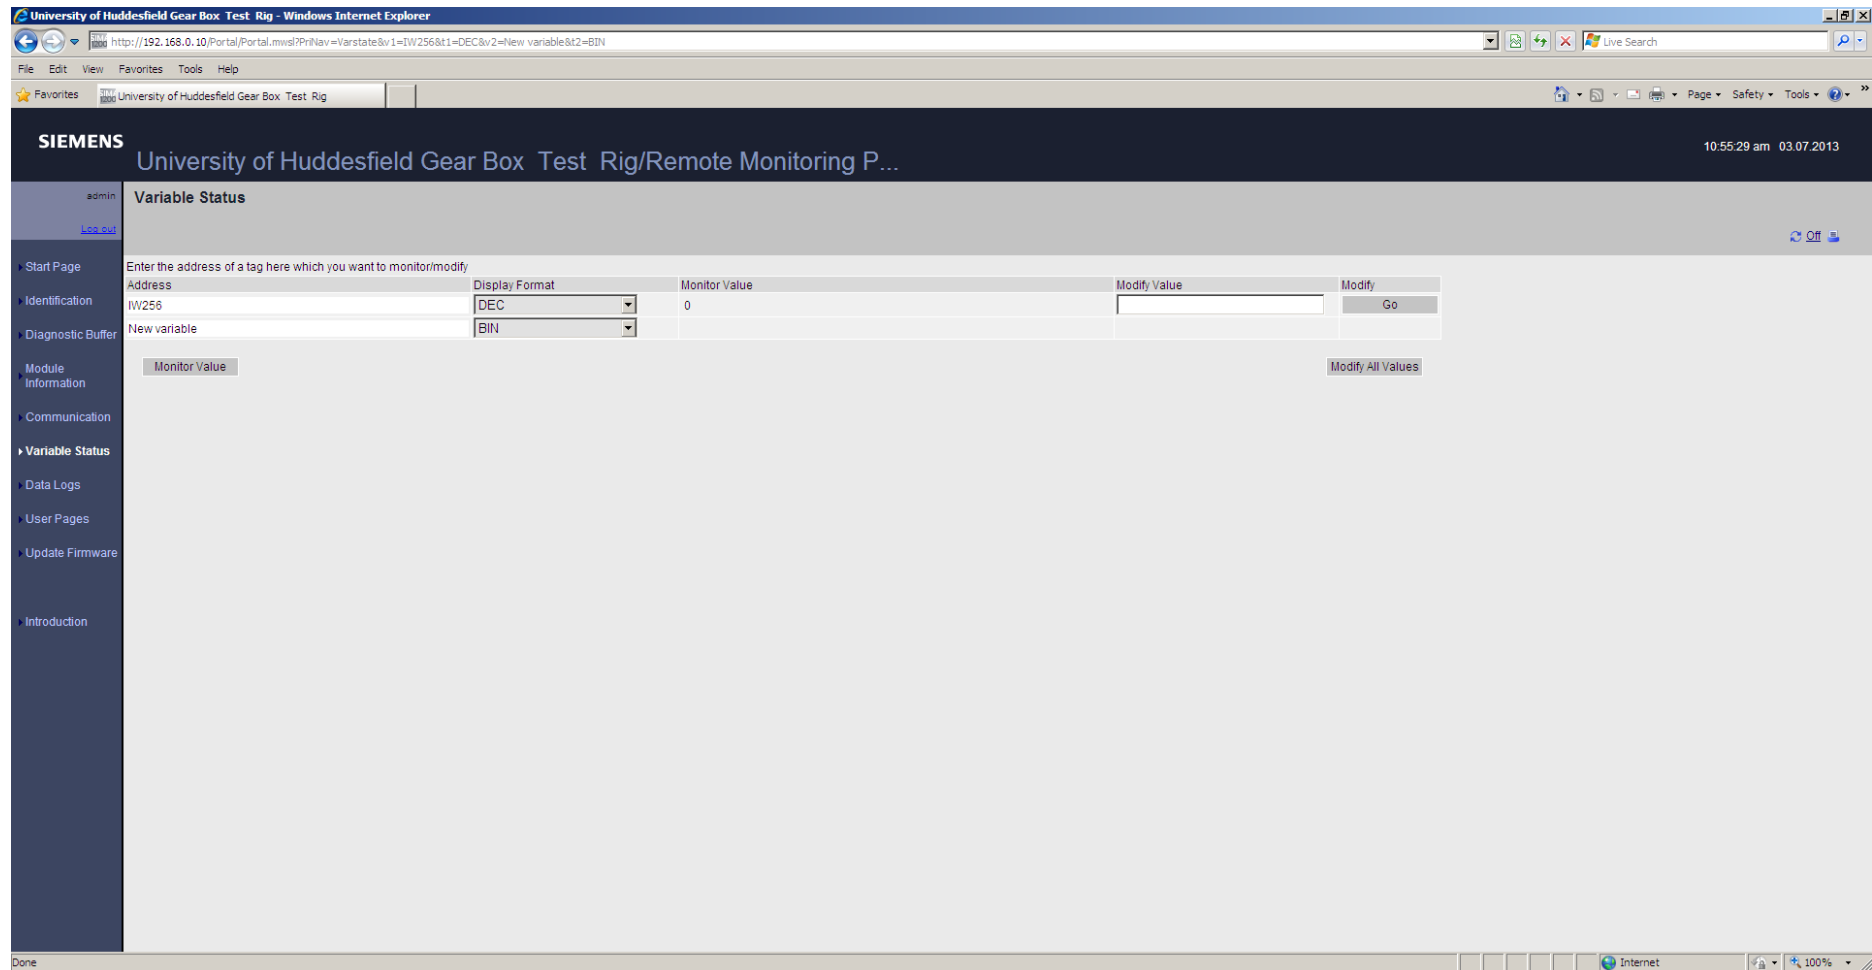 University of Huddesfield Gear Box Test Rig - Windows Internet Explorer
http://192.168.0.10/Portal/Portal.mwsl?PriNav=Varstate&v1=IW256&t1=DEC&v2=New variable&t2=BIN
Live Search
File Edit View Favorites Tools Help
Favorites University of Huddesfield Gear Box Test Rig Page Safety Tools
SIEMENS
University of Huddesfield Gear Box Test Rig/Remote Monitoring P...
10:55:29 am 03.07.2013
admin
Log out
Variable Status
Off
Start Page
Identification
Diagnostic Buffer
Module
Information
Communication
Variable Status
Data Logs
User Pages
Update Firmware
Introduction
Enter the address of a tag here which you want to monitor/modify
Address Display Format Monitor Value Modify Value Modify
IW256 DEC 0 Go
New variable BIN
Monitor Value Modify All Values
Done Internet 100%